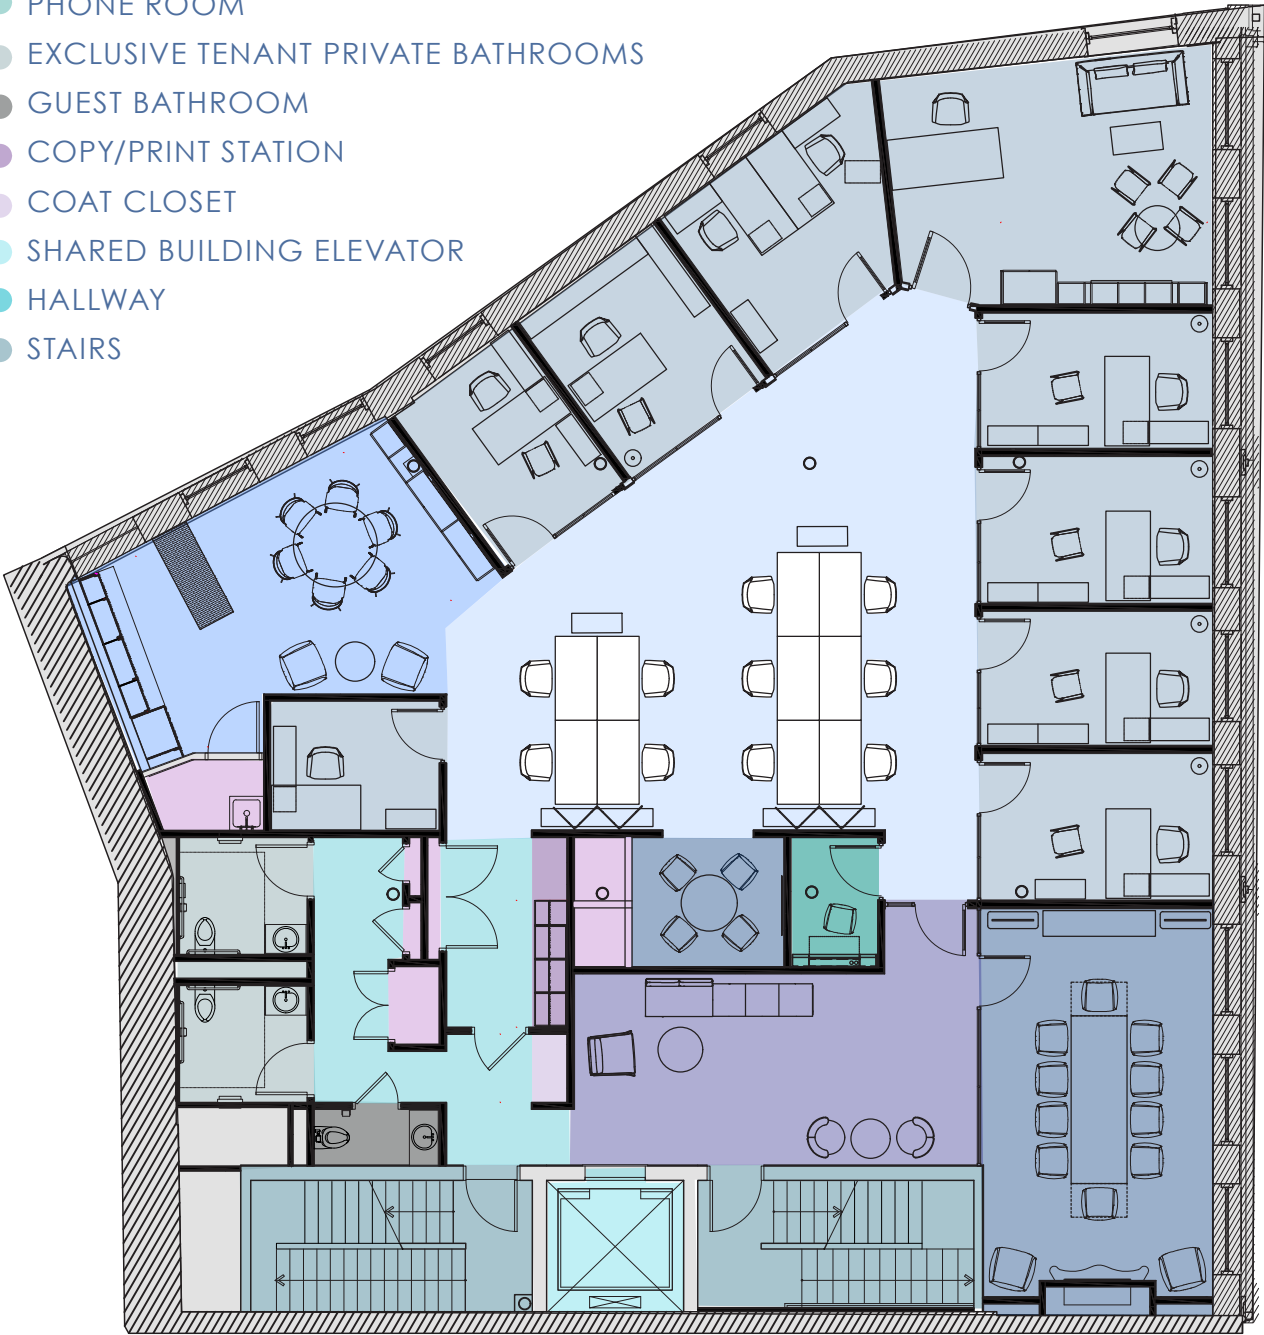 PHONE ROOM
EXCLUSIVE TENANT PRIVATE BATHROOMS
GUEST BATHROOM
COPY/PRINT STATION
COAT CLOSET
SHARED BUILDING ELEVATOR
HALLWAY
STAIRS